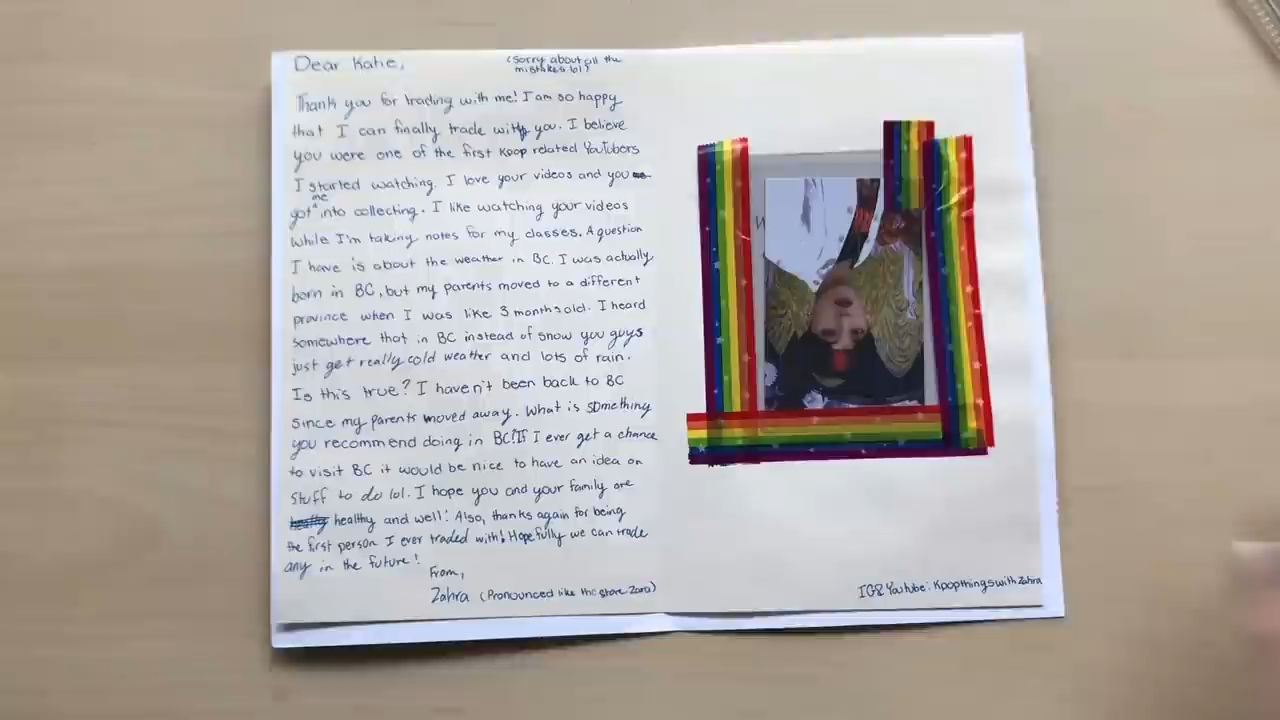 Dear Katie,
(Sorry about all the
mistakes lol)
Thank you for trading with me! I am so happy
that I can finally trade with you. I believe
you were one of the first kpop related YouTubers
I started watching. I love your videos and you
got me into collecting. I like watching your videos
while I'm taking notes for my classes. A question
I have is about the weather in BC. I was actually
born in BC, but my parents moved to a different
province when I was like 3 months old. I heard
somewhere that in BC instead of snow you guys
just get really cold weather and lots of rain.
Is this true? I haven't been back to BC
since my parents moved away. What is something
you recommend doing in BC? If I ever get a chance
to visit BC it would be nice to have an idea on
stuff to do lol. I hope you and your family are
healthy and well! Also, thanks again for being
the first person I ever traded with! Hopefully we can trade
any in the future!
From,
Zahra (Pronounced like the store Zara)
IG & Youtube: Kpopthingswith Zahra